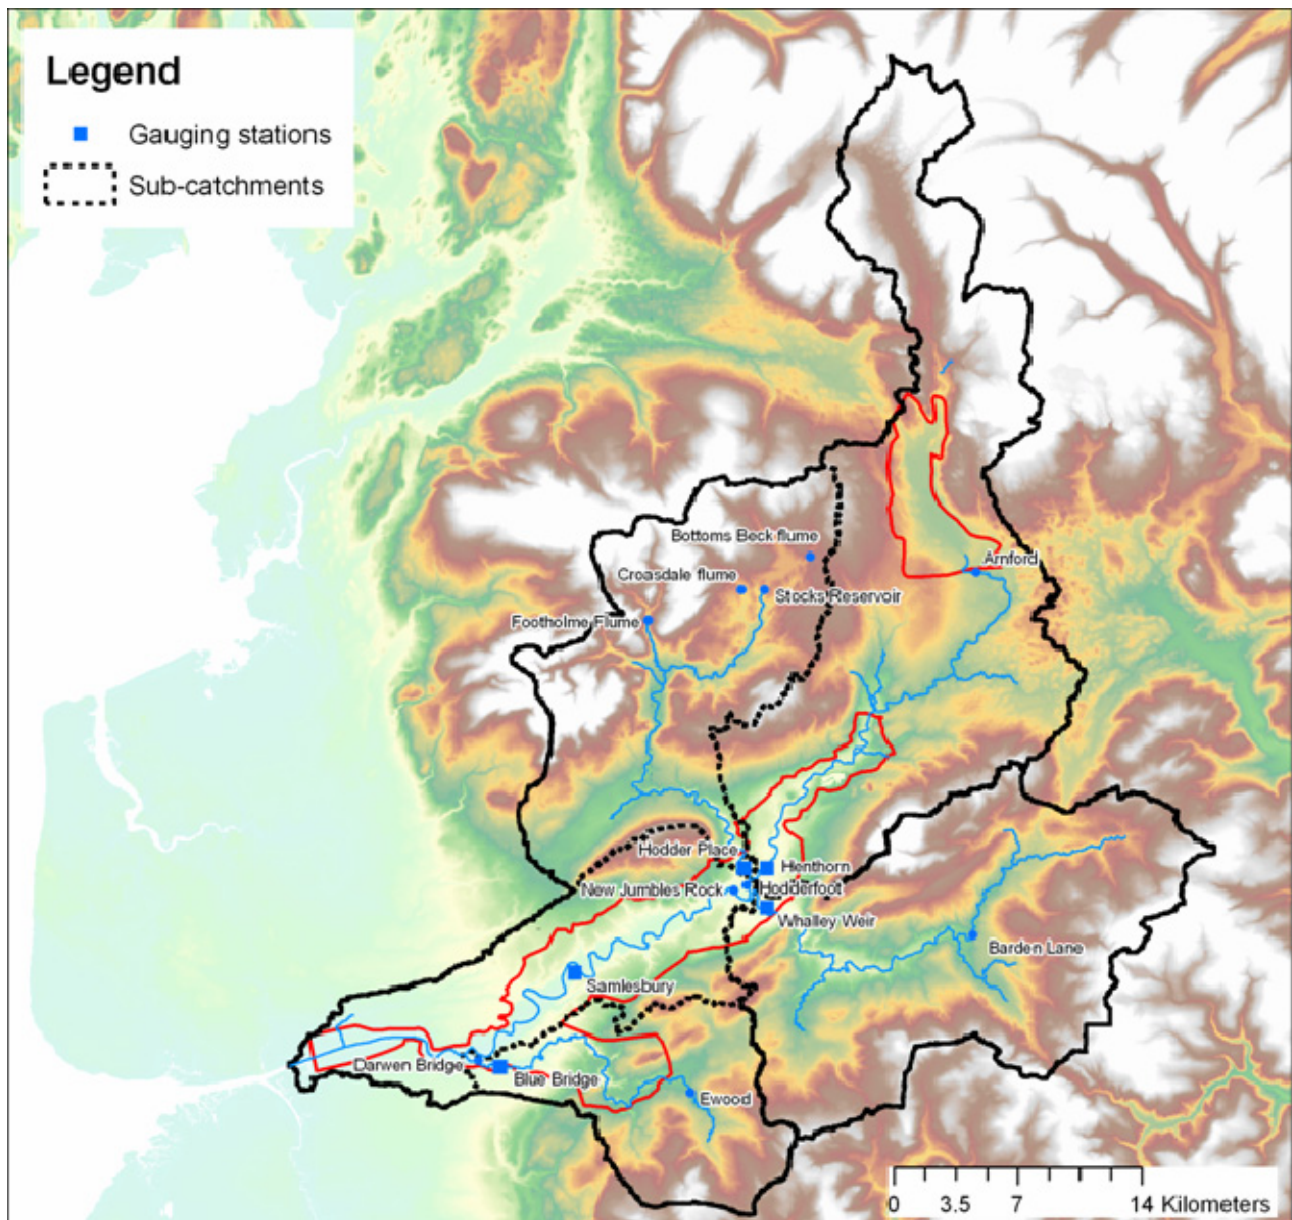 Legend
Gauging stations
Sub-catchments
Bottoms Beck flume
Croasdale flume
Arnford
Stocks Reservoir
Footholme Flume
Hodder Place
Henthorn
New Jumbles Rock
Hodderfoot
Whalley Weir
Barden Lane
Samlesbury
Darwen Bridge
Blue Bridge
Ewood
0 3.5 7 14 Kilometers